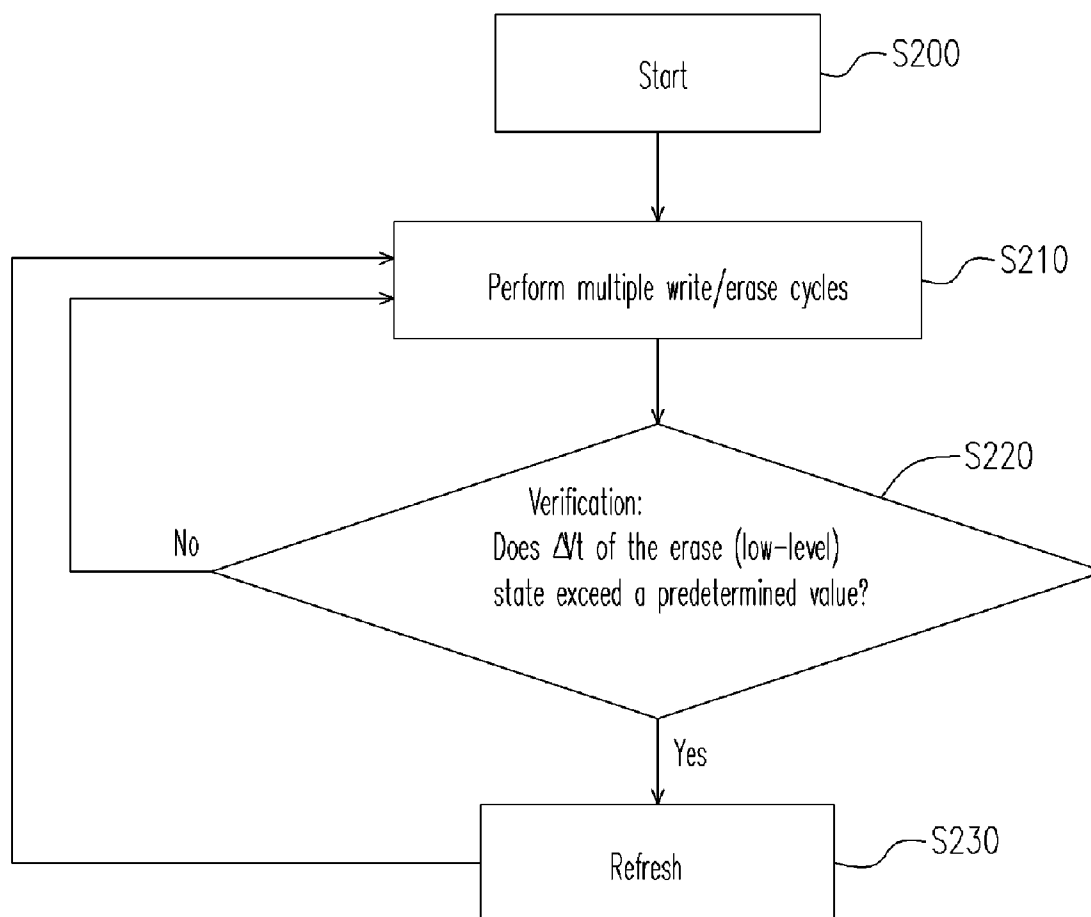 Start
S200
Perform multiple write/erase cycles
S210
S220
Verification:
Does ΔVt of the erase (low-level)
state exceed a predetermined value?
No
Yes
Refresh
S230